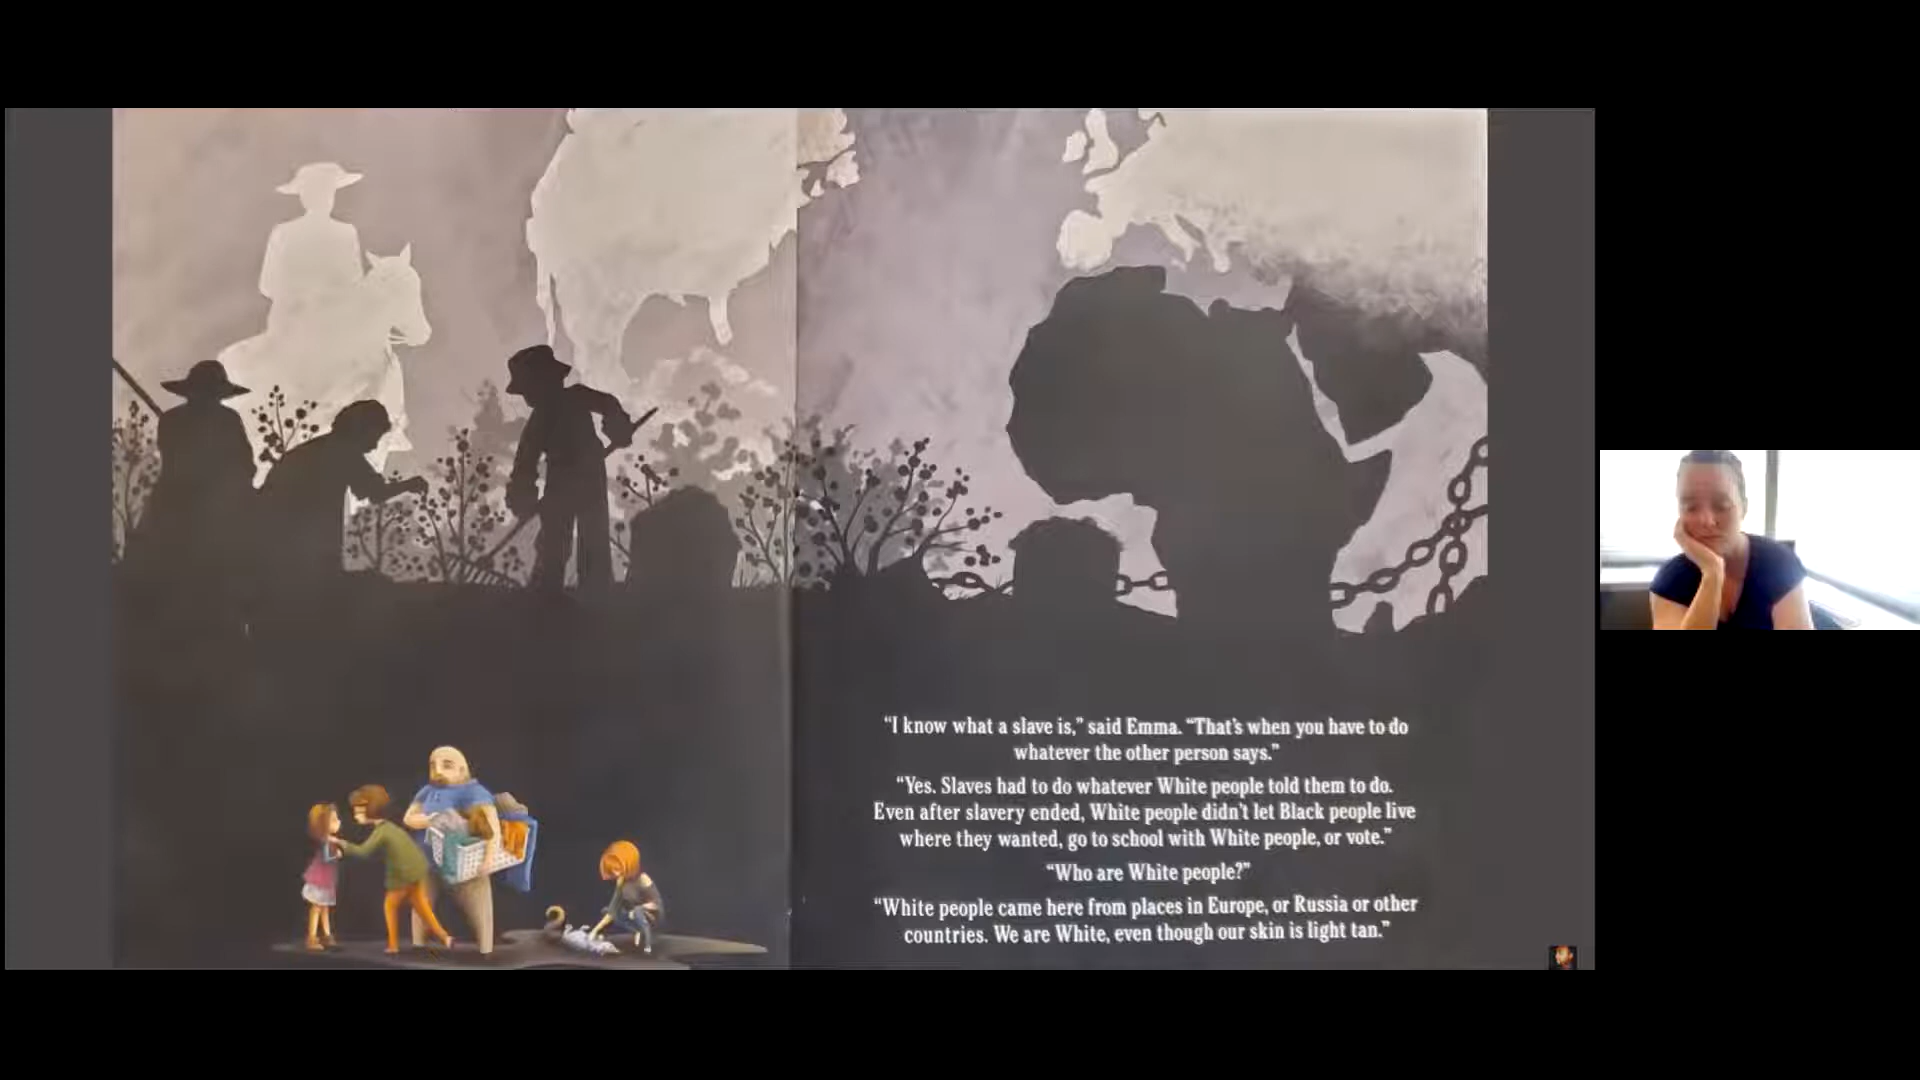 “I know what a slave is,” said Emma. “That’s when you have to do
whatever the other person says.”
“Yes. Slaves had to do whatever White people told them to do.
Even after slavery ended, White people didn’t let Black people live
where they wanted, go to school with White people, or vote.”
“Who are White people?”
“White people came here from places in Europe, or Russia or other
countries. We are White, even though our skin is light tan.”